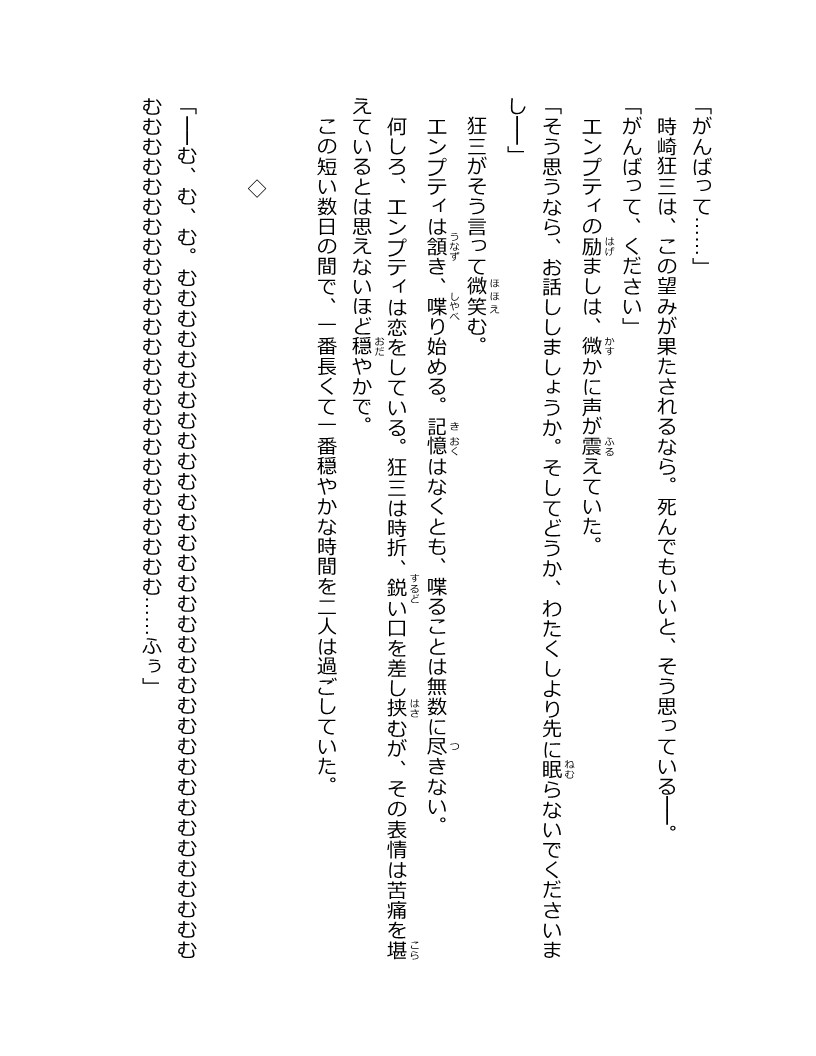 「がんばって……」
時崎狂三は、この望みが果たされるなら。死んでもいいと、そう思っている――。
「がんばって、ください」
エンプティの励ましは、微かに声が震えていた。
「そう思うなら、お話ししましょうか。そしてどうか、わたくしより先に眠らないでくださいま
し――」
狂三がそう言って微笑む。
エンプティは頷き、喋り始める。記憶はなくとも、喋ることは無数に尽きない。
何しろ、エンプティは恋をしている。狂三は時折、鋭い口を差し挟むが、その表情は苦痛を堪
えているとは思えないほど穏やかで。
この短い数日の間で、一番長くて一番穏やかな時間を二人は過ごしていた。
◇
「――む、む、む。むむむむむむむむむむむむむむむむむむむむむむむむむむむむむむむむむ
むむむむむむむむむむむむむむむむむむむむむむむむ……ふぅ」